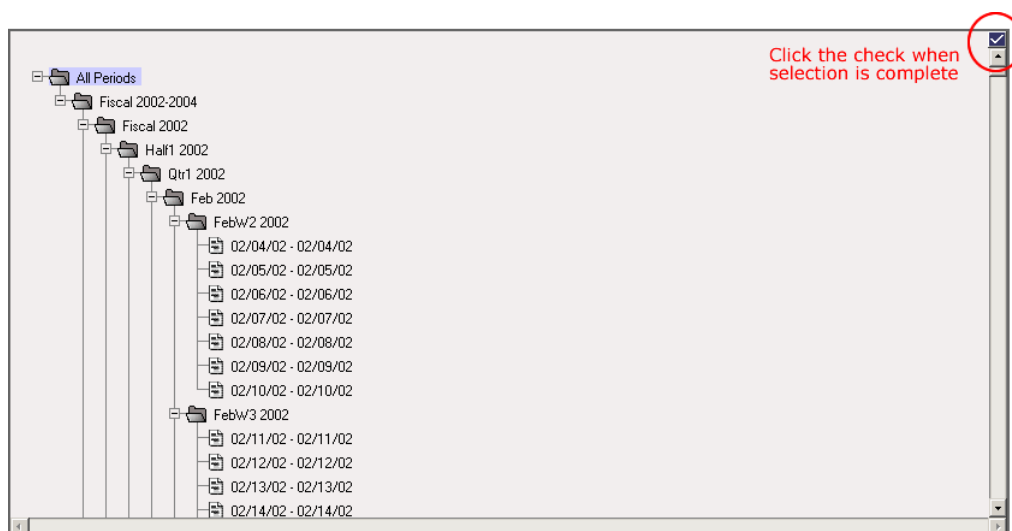 Click the check when
selection is complete
All Periods
Fiscal 2002-2004
Fiscal 2002
Half1 2002
Qtr1 2002
Feb 2002
FebW2 2002
02/04/02 - 02/04/02
02/05/02 - 02/05/02
02/06/02 - 02/06/02
02/07/02 - 02/07/02
02/08/02 - 02/08/02
02/09/02 - 02/09/02
02/10/02 - 02/10/02
FebW3 2002
02/11/02 - 02/11/02
02/12/02 - 02/12/02
02/13/02 - 02/13/02
02/14/02 - 02/14/02